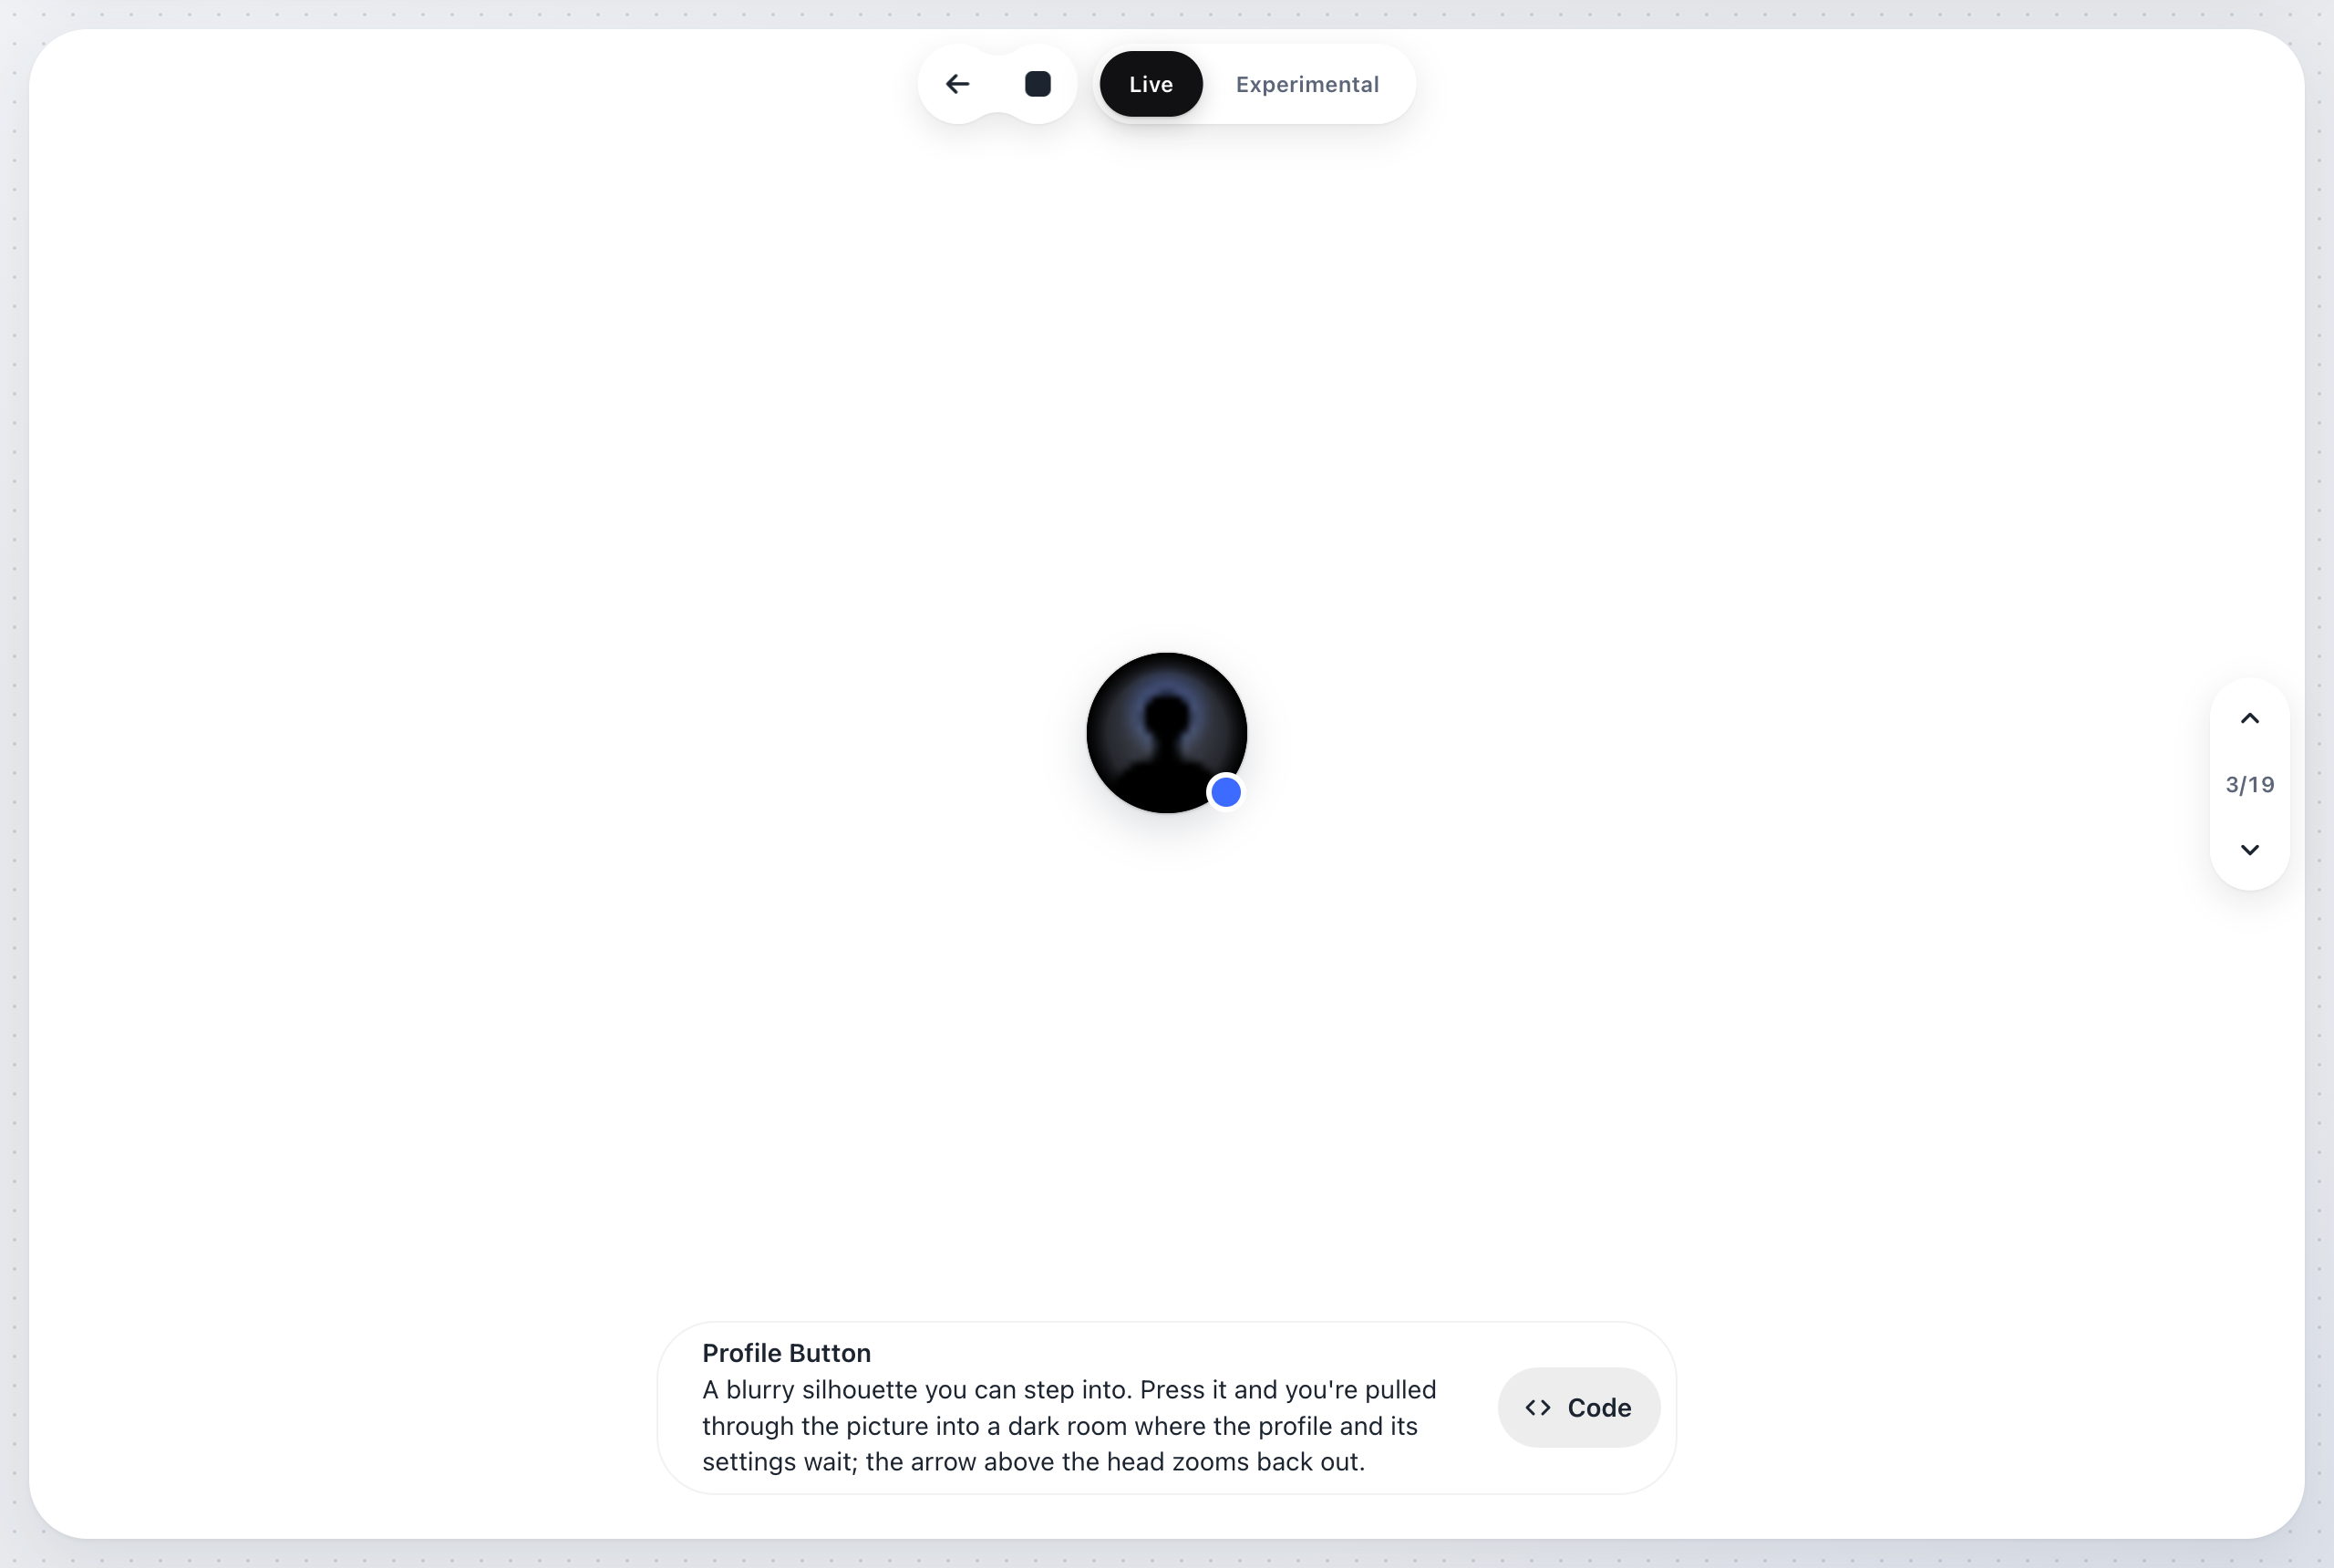 Live
Experimental
3/19
Profile Button
A blurry silhouette you can step into. Press it and you're pulled
through the picture into a dark room where the profile and its
settings wait; the arrow above the head zooms back out.
Code